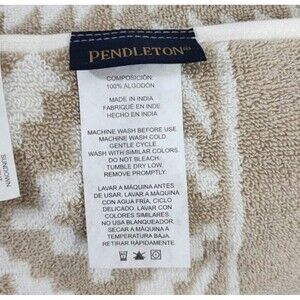 PENDLETON
COMPOSICIÓN:
100% ALGODÓN
MADE IN INDIA
FABRIQUÉ EN INDE
HECHO EN INDIA
MACHINE WASH BEFORE USE.
MACHINE WASH COLD
GENTLE CYCLE
WASH WITH SIMILAR COLORS.
DO NOT BLEACH.
TUMBLE DRY LOW.
REMOVE PROMPTLY.
LAVAR A MÁQUINA ANTES
DE USAR. LAVAR A MÁQUINA
CON AGUA FRÍA, CICLO
DELICADO. LAVAR CON
COLORES SIMILARES.
NO USA BLANQUEADOR.
SECAR A MÁQUINA A
TEMPERATURA BAJA.
RETIRAR RÁPIDAMENTE.
SUNDOWN